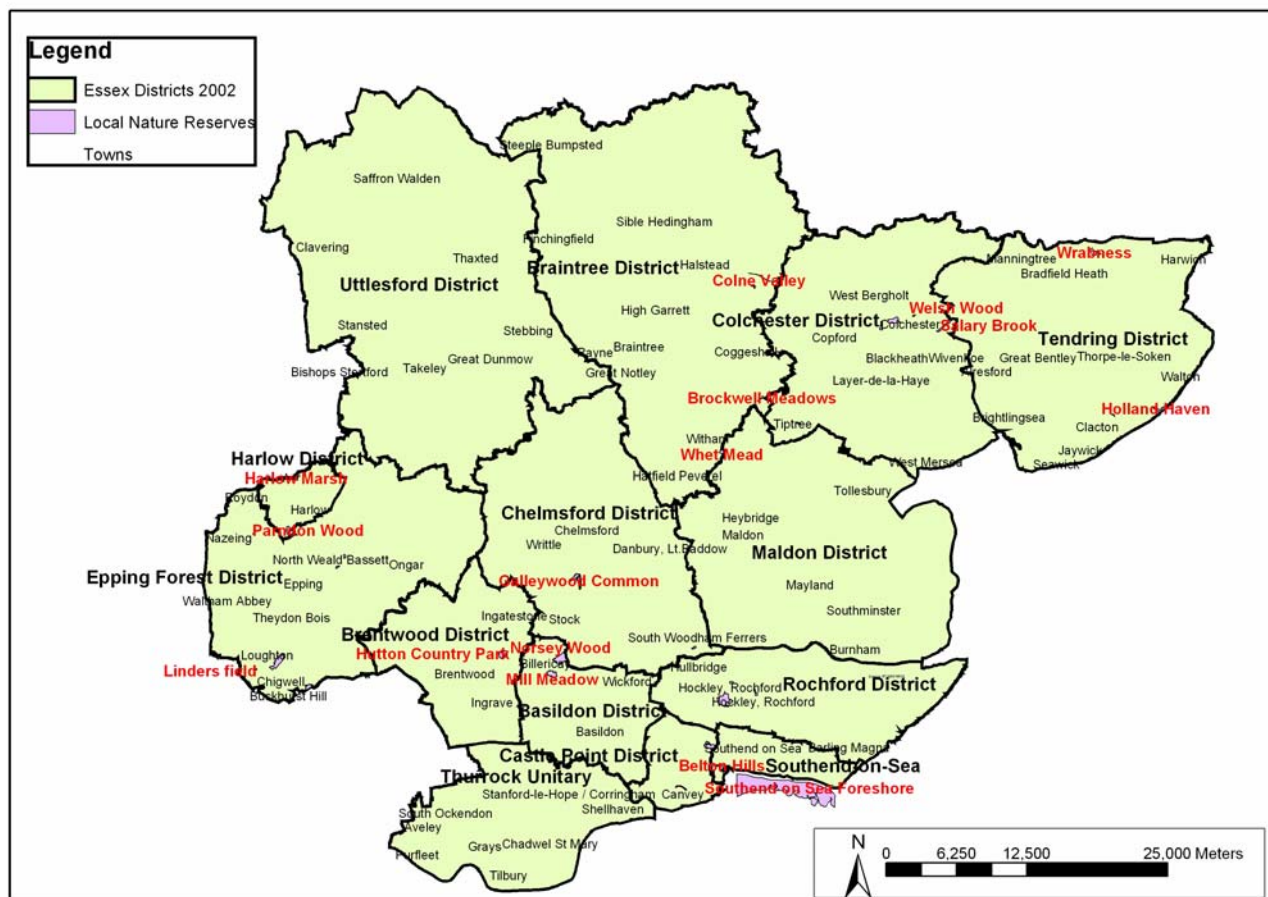 Legend
Essex Districts 2002
Local Nature Reserves
Towns
Steeple Bumpsted
Saffron Walden
Sible Hedingham
Clavering
Finchingfield
Wrabness
Manningtree
Harwich
Thaxted
Braintree District
Halstead
Bradfield Heath
Uttlesford District
Colne Valley
West Bergholt
High Garrett
Welsh Wood
Colchester District
Colchester
Salary Brook
Stansted
Stebbing
Copford
Tendring District
Rayne
Braintree
Coggeshall
Great Dunmow
Blackheath
Wivenhoe
Great Bentley
Thorpe-le-Soken
Bishops Stortford
Takeley
Great Notley
Alresford
Layer-de-la-Haye
Walton
Brockwell Meadows
Holland Haven
Tiptree
Brightlingsea
Clacton
Witham
Whet Mead
Jaywick
Harlow District
West Mersea
Seawick
Harlow Marsh
Hatfield Peverel
Roydon
Tollesbury
Harlow
Chelmsford District
Heybridge
Parndon Wood
Chelmsford
Maldon
Nazeing
Writtle
Danbury, Lt.Baddow
Maldon District
North Weald Bassett
Ongar
Epping Forest District
Epping
Galleywood Common
Mayland
Waltham Abbey
Southminster
Theydon Bois
Ingatestone
Stock
Brentwood District
South Woodham Ferrers
Hutton Country Park
Norsey Wood
Burnham
Loughton
Billericay
Hullbridge
Linders field
Brentwood
Mill Meadow
Wickford
Chigwell
Hockley, Rochford
Rochford District
Buckhurst Hill
Ingrave
Hockley, Rochford
Basildon District
Basildon
Castle Point District
Southend on Sea
Barling Magna
Belton Hills
Southend-on-Sea
Thurrock Unitary
Southend on Sea Foreshore
Stanford-le-Hope / Corringham
Canvey
Shellhaven
South Ockendon
Aveley
Grays
Chadwel St Mary
Purfleet
Tilbury
N
0 6,250 12,500 25,000 Meters